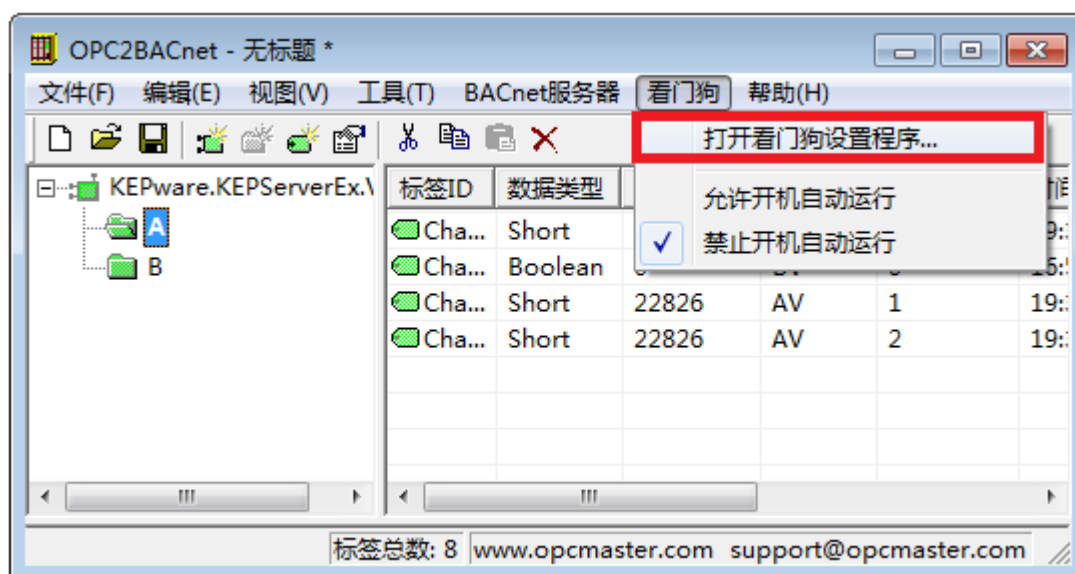 OPC2BACnet - 无标题 *
文件(F) 编辑(E) 视图(V) 工具(T) BACnet服务器 看门狗 帮助(H)
打开看门狗设置程序...
允许开机自动运行
禁止开机自动运行
KEPware.KEPServerEx.
A
B
标签ID 数据类型
Cha... Short
Cha... Boolean
Cha... Short 22826 AV 1 19:
Cha... Short 22826 AV 2 19:
标签总数: 8 www.opcmaster.com support@opcmaster.com